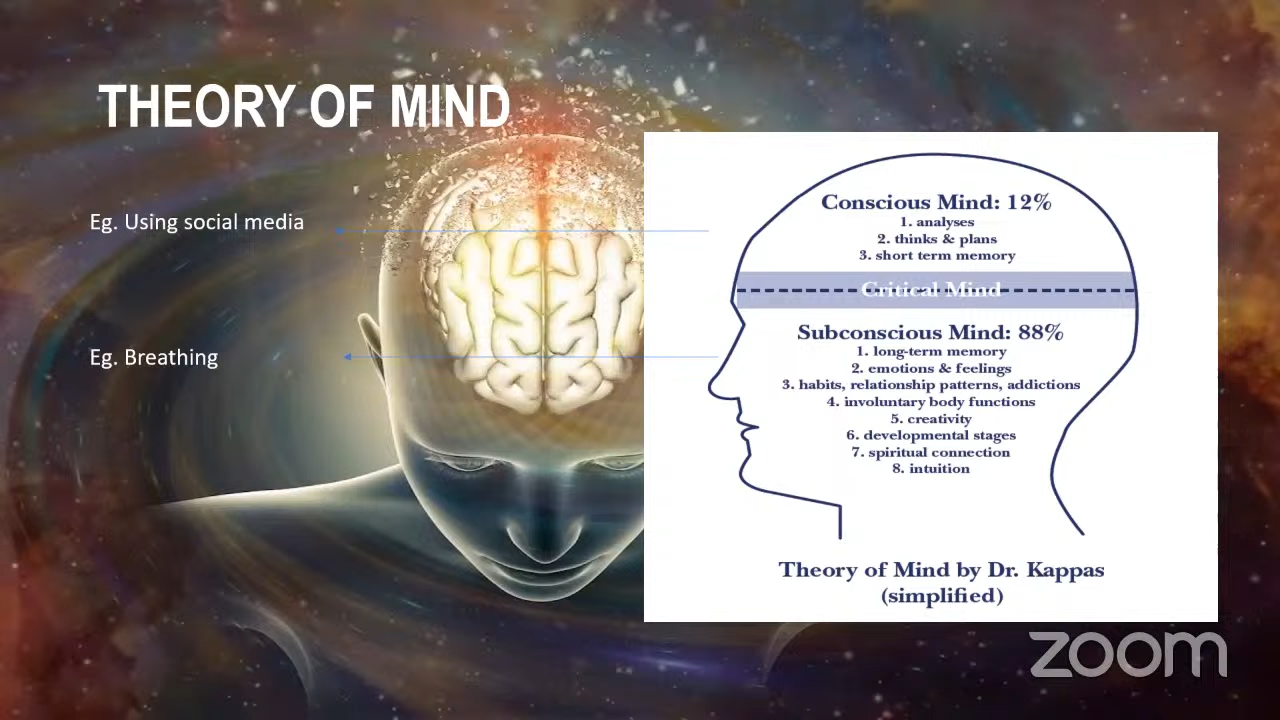 THEORY OF MIND
Eg. Using social media
Eg. Breathing
Conscious Mind: 12%
1. analyses
2. thinks & plans
3. short term memory
Critical Mind
Subconscious Mind: 88%
1. long-term memory
2. emotions & feelings
3. habits, relationship patterns, addictions
4. involuntary body functions
5. creativity
6. developmental stages
7. spiritual connection
8. intuition
Theory of Mind by Dr. Kappas
(simplified)
zoom